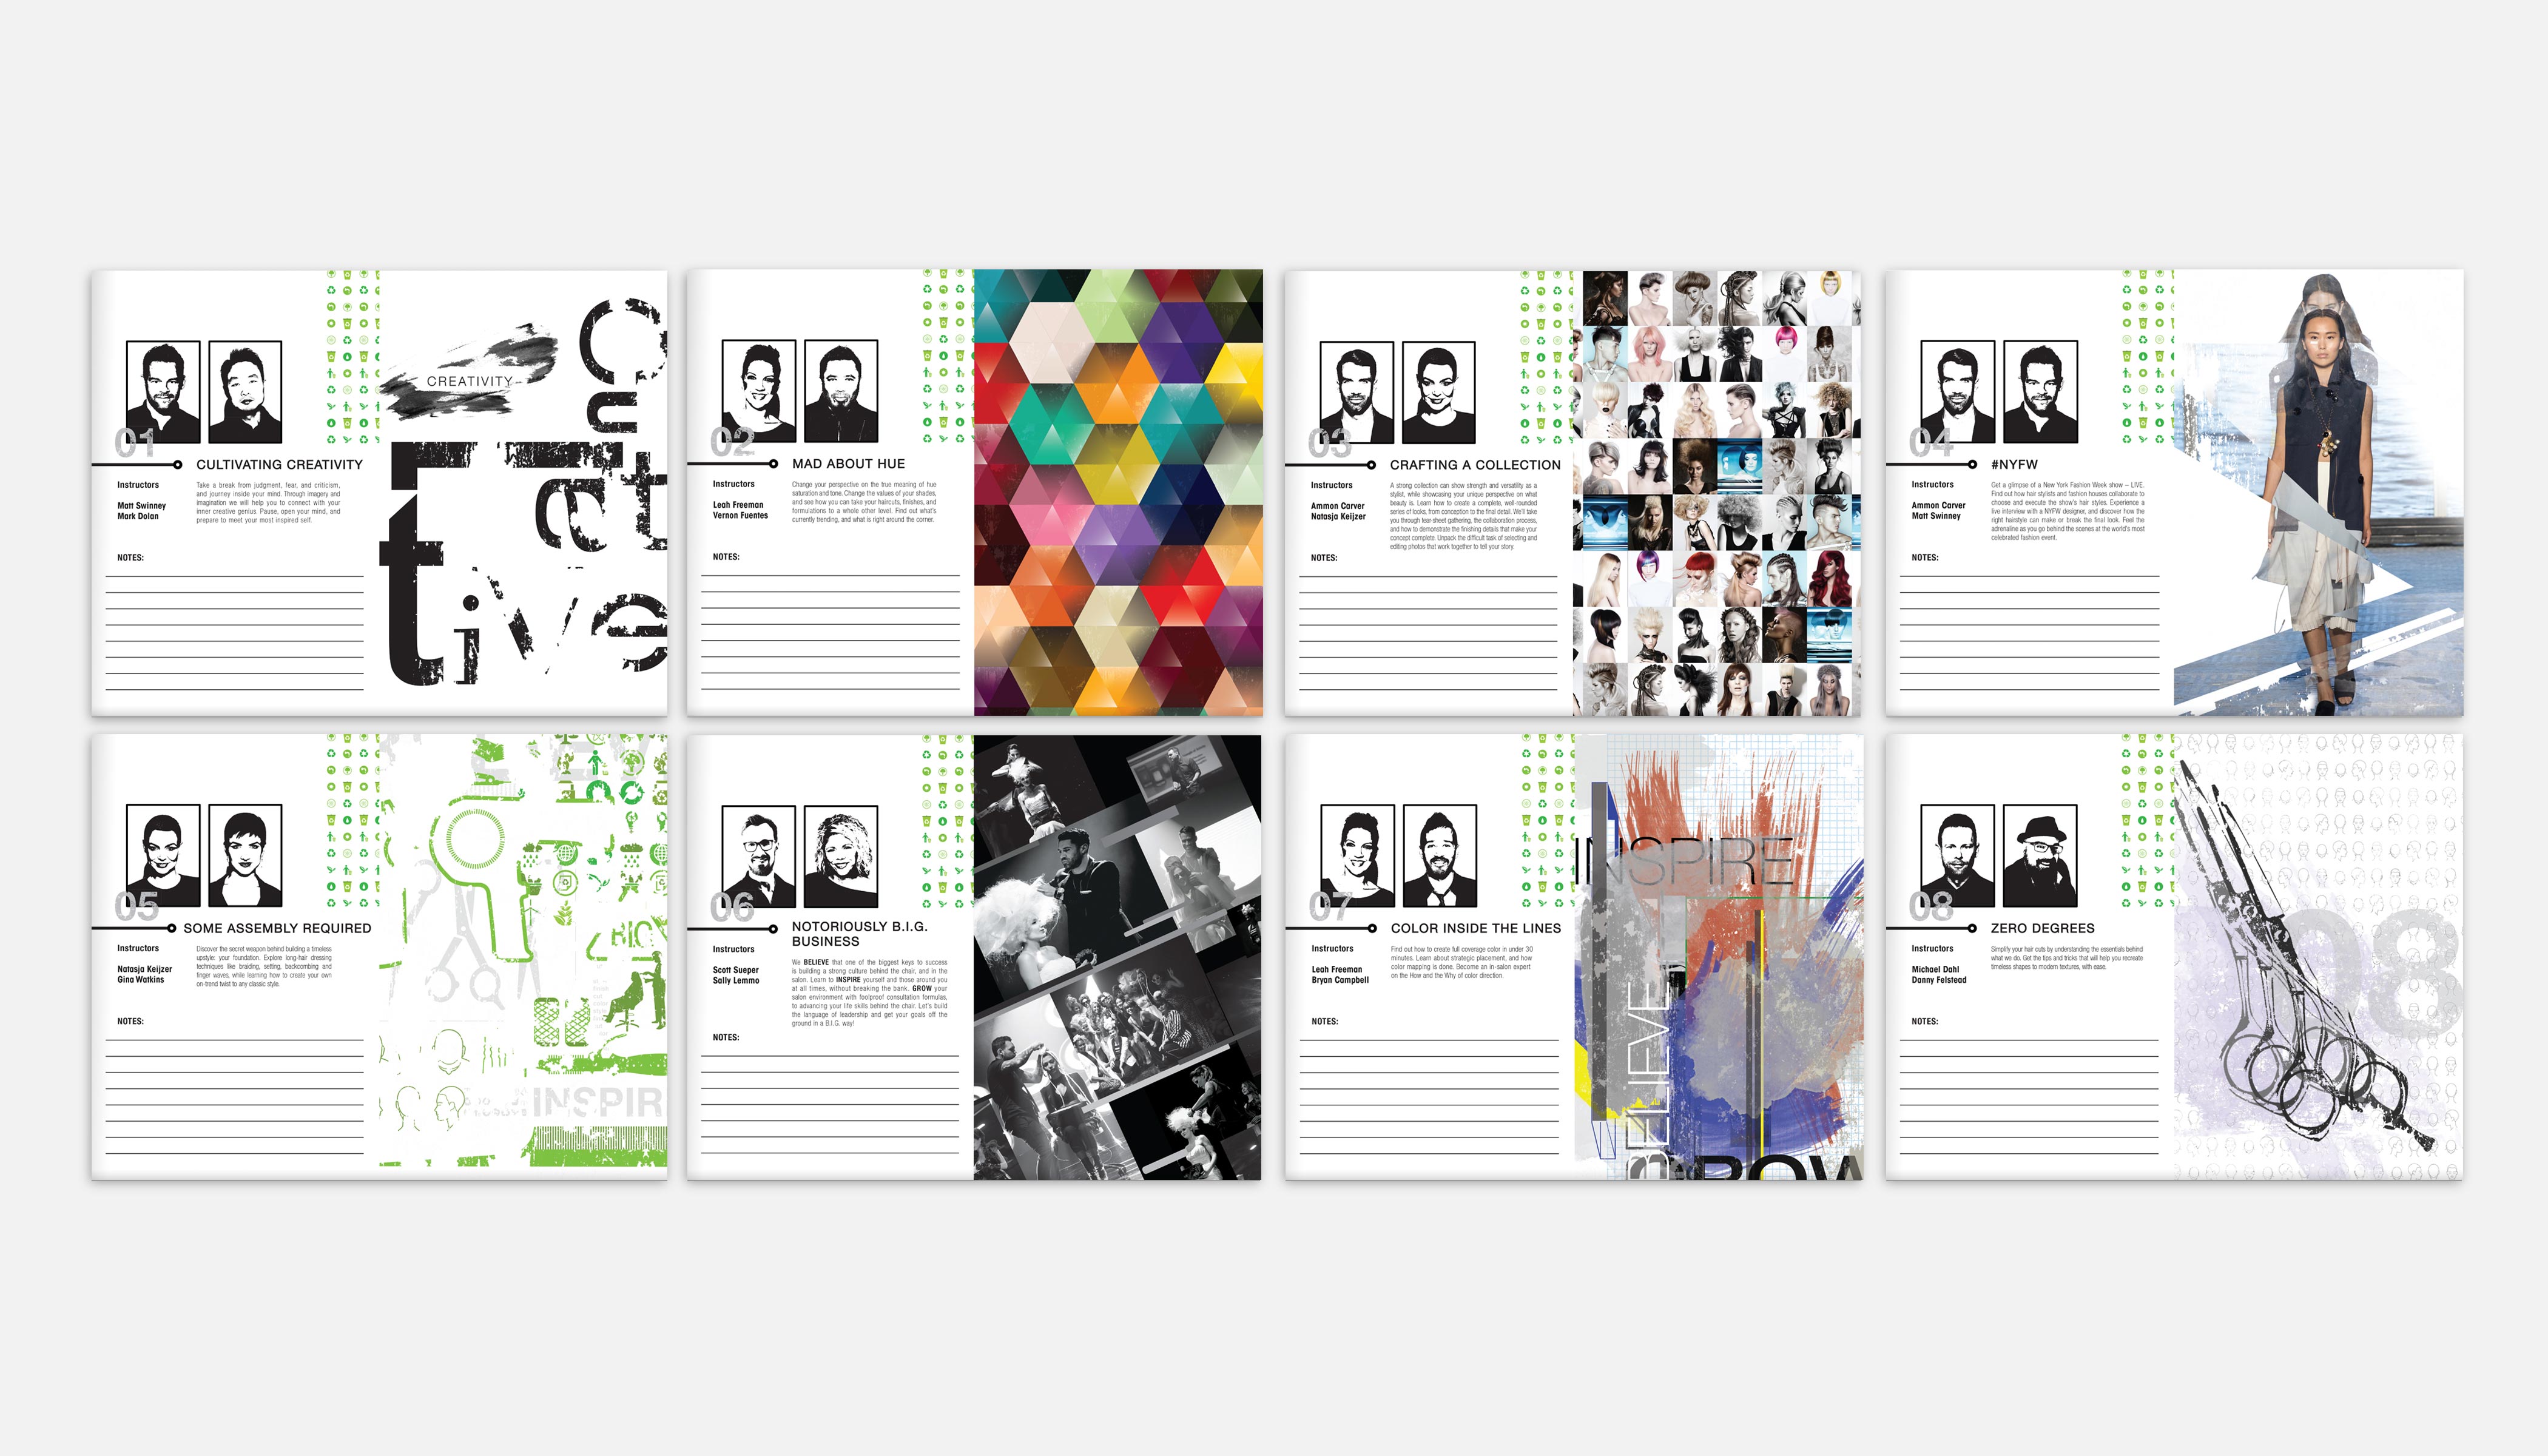 01
CULTIVATING CREATIVITY
Instructors
Matt Swinney
Mark Dolan
Take a break from judgment, fear, and criticism,
and journey inside your mind. Through imagery and
imagination we will help you to connect with your
inner creative genius. Pause, open your mind, and
prepare to meet your most inspired self.
NOTES:
CREATIVITY
Cr
eat
tive
02
MAD ABOUT HUE
Instructors
Leah Freeman
Vernon Fuentes
Change your perspective on the true meaning of hue
saturation and tone. Change the values of your shades,
and see how you can take your haircuts, finishes, and
formulations to a whole other level. Find out what's
currently trending, and what is right around the corner.
NOTES:
03
CRAFTING A COLLECTION
Instructors
Ammon Carver
Natasja Keijzer
A strong collection can show strength and versatility as a
stylist, while showcasing your unique perspective on what
beauty is. Learn how to create a complete, well-rounded
series of looks, from conception to the final detail. We'll take
you through tear-sheet gathering, the collaboration process,
and how to demonstrate the finishing details that make your
concept complete. Unpack the difficult task of selecting and
editing photos that work together to tell your story.
NOTES:
04
#NYFW
Instructors
Ammon Carver
Matt Swinney
Get a glimpse of a New York Fashion Week show – LIVE.
Find out how hair stylists and fashion houses collaborate to
choose and execute the show's hair styles. Experience a
live interview with a NYFW designer, and discover how the
right hairstyle can make or break the final look. Feel the
adrenaline as you go behind the scenes at the world's most
celebrated fashion event.
NOTES:
05
SOME ASSEMBLY REQUIRED
Instructors
Natasja Keijzer
Gina Watkins
Discover the secret weapon behind building a timeless
upstyle: your foundation. Explore long-hair dressing
techniques like braiding, setting, backcombing and
finger waves, while learning how to create your own
on-trend twist to any classic style.
NOTES:
INSPIR
06
NOTORIOUSLY B.I.G.
BUSINESS
Instructors
Scott Sueper
Sally Lemmo
We BELIEVE that one of the biggest keys to success
is building a strong culture behind the chair, and in the
salon. Learn to INSPIRE yourself and those around you
at all times, without breaking the bank. GROW your
salon environment with foolproof consultation formulas,
to advancing your life skills behind the chair. Let's build
the language of leadership and get your goals off the
ground in a B.I.G. way!
NOTES:
07
COLOR INSIDE THE LINES
Instructors
Leah Freeman
Bryan Campbell
Find out how to create full coverage color in under 30
minutes. Learn about strategic placement, and how
color mapping is done. Become an in-salon expert
on the How and the Why of color direction.
NOTES:
INSPIRE
BELIEVE
ROW
08
ZERO DEGREES
Instructors
Michael Dahl
Danny Felstead
Simplify your hair cuts by understanding the essentials behind
what we do. Get the tips and tricks that will help you recreate
timeless shapes to modern textures, with ease.
NOTES:
08